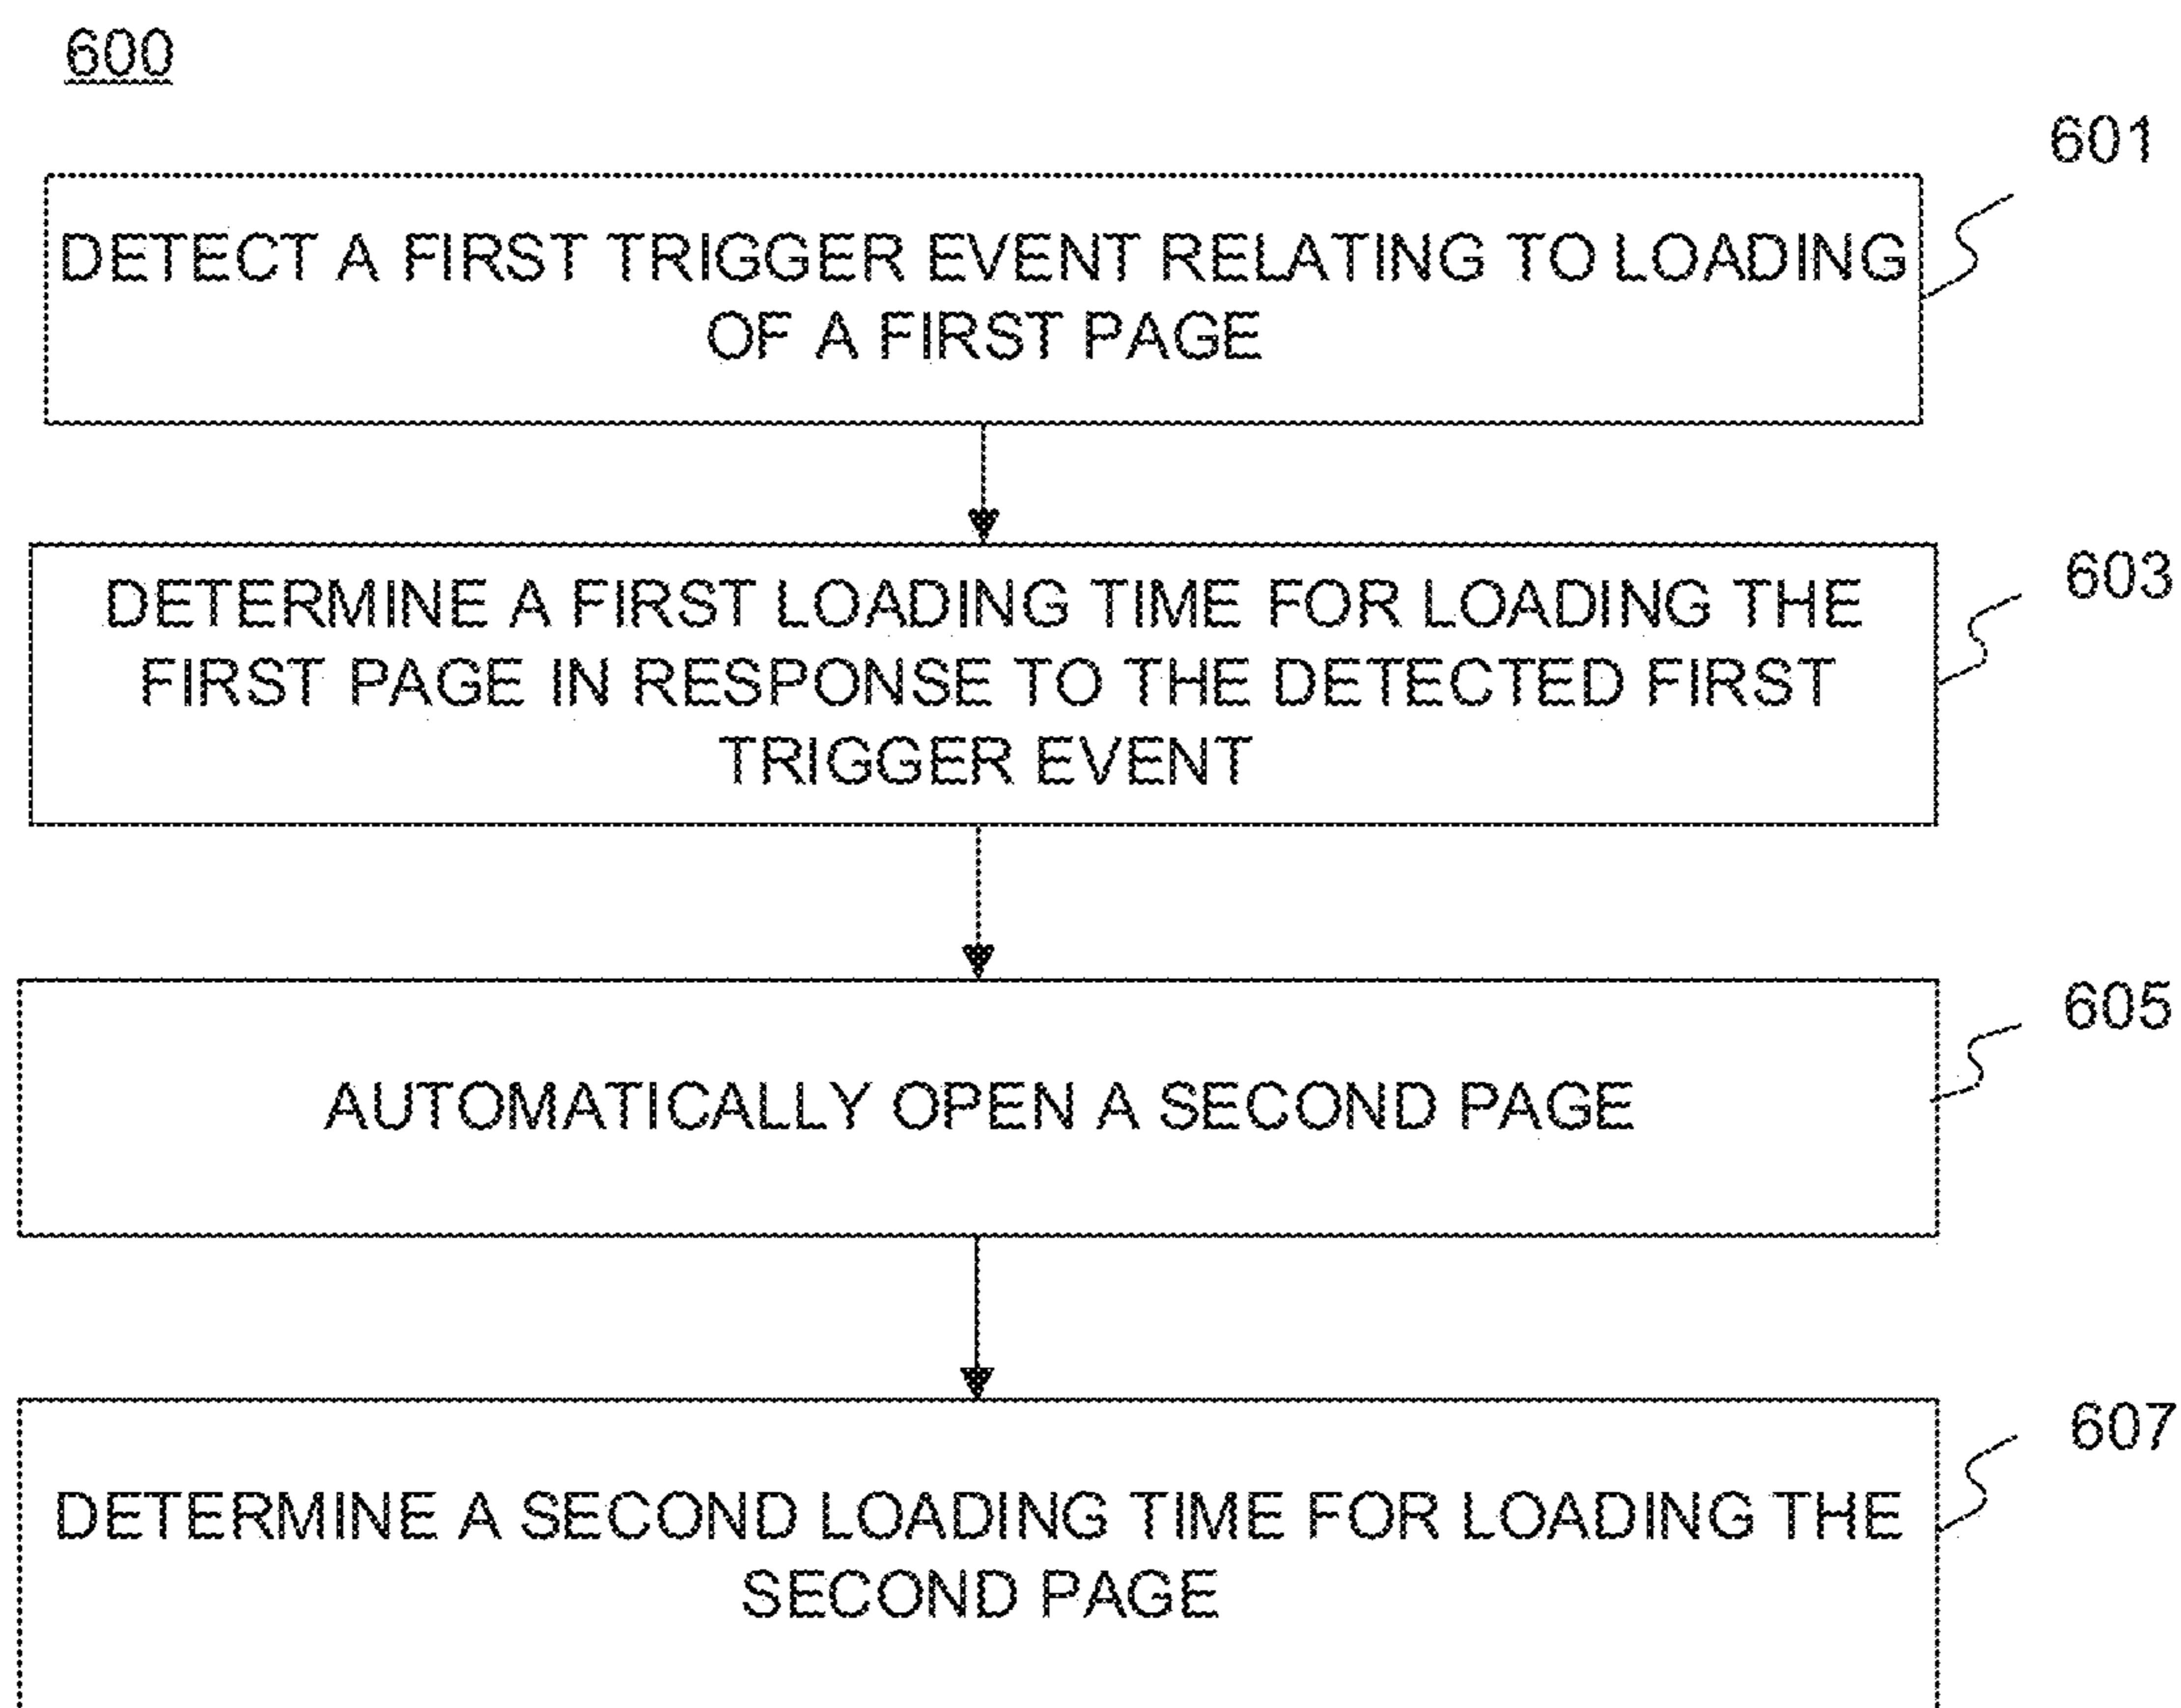 600
601
DETECT A FIRST TRIGGER EVENT RELATING TO LOADING
OF A FIRST PAGE
603
DETERMINE A FIRST LOADING TIME FOR LOADING THE
FIRST PAGE IN RESPONSE TO THE DETECTED FIRST
TRIGGER EVENT
605
AUTOMATICALLY OPEN A SECOND PAGE
607
DETERMINE A SECOND LOADING TIME FOR LOADING THE
SECOND PAGE